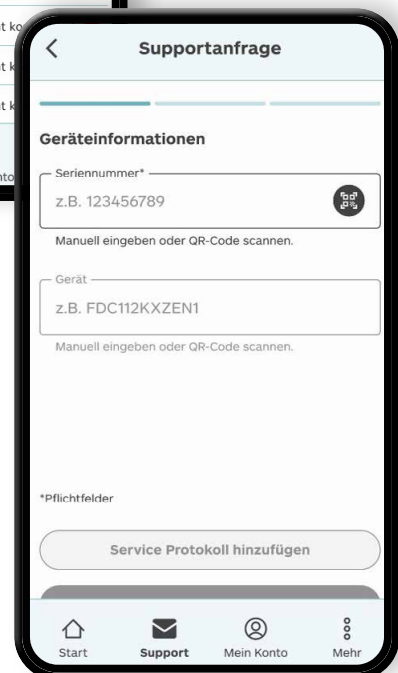 Supportanfrage
Geräteinformationen
Seriennummer*
z.B. 123456789
Manuell eingeben oder QR-Code scannen.
Gerät
z.B. FDC112KXZEN1
Manuell eingeben oder QR-Code scannen.
*Pflichtfelder
Service Protokoll hinzufügen
Start Support Mein Konto Mehr